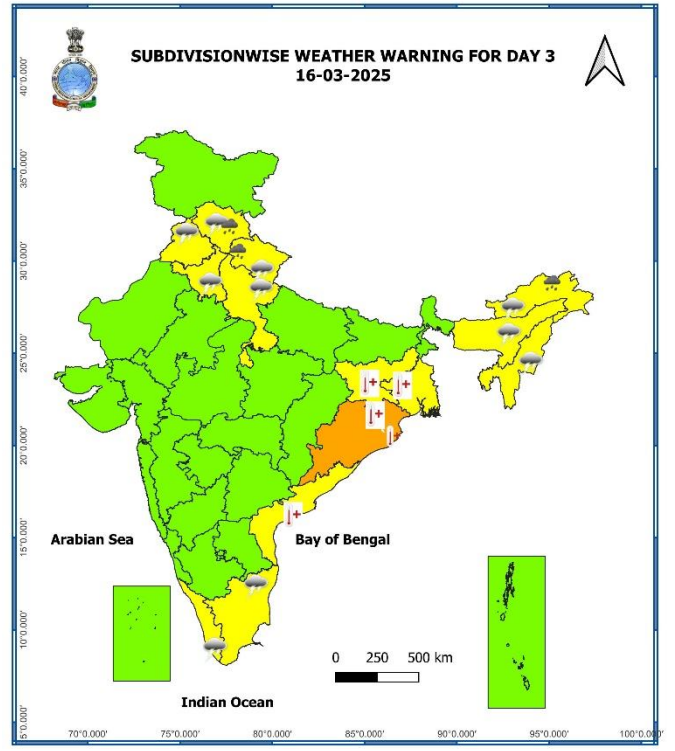 SUBDIVISIONWISE WEATHER WARNING FOR DAY 3
16-03-2025
40°0.000'
35°0.000'
30°0.000'
25°0.000'
20°0.000'
15°0.000'
10°0.000'
5°0.000'
Arabian Sea
Bay of Bengal
0 250 500 km
Indian Ocean
70°0.000' 75°0.000' 80°0.000' 85°0.000' 90°0.000' 95°0.000' 100°0.000'